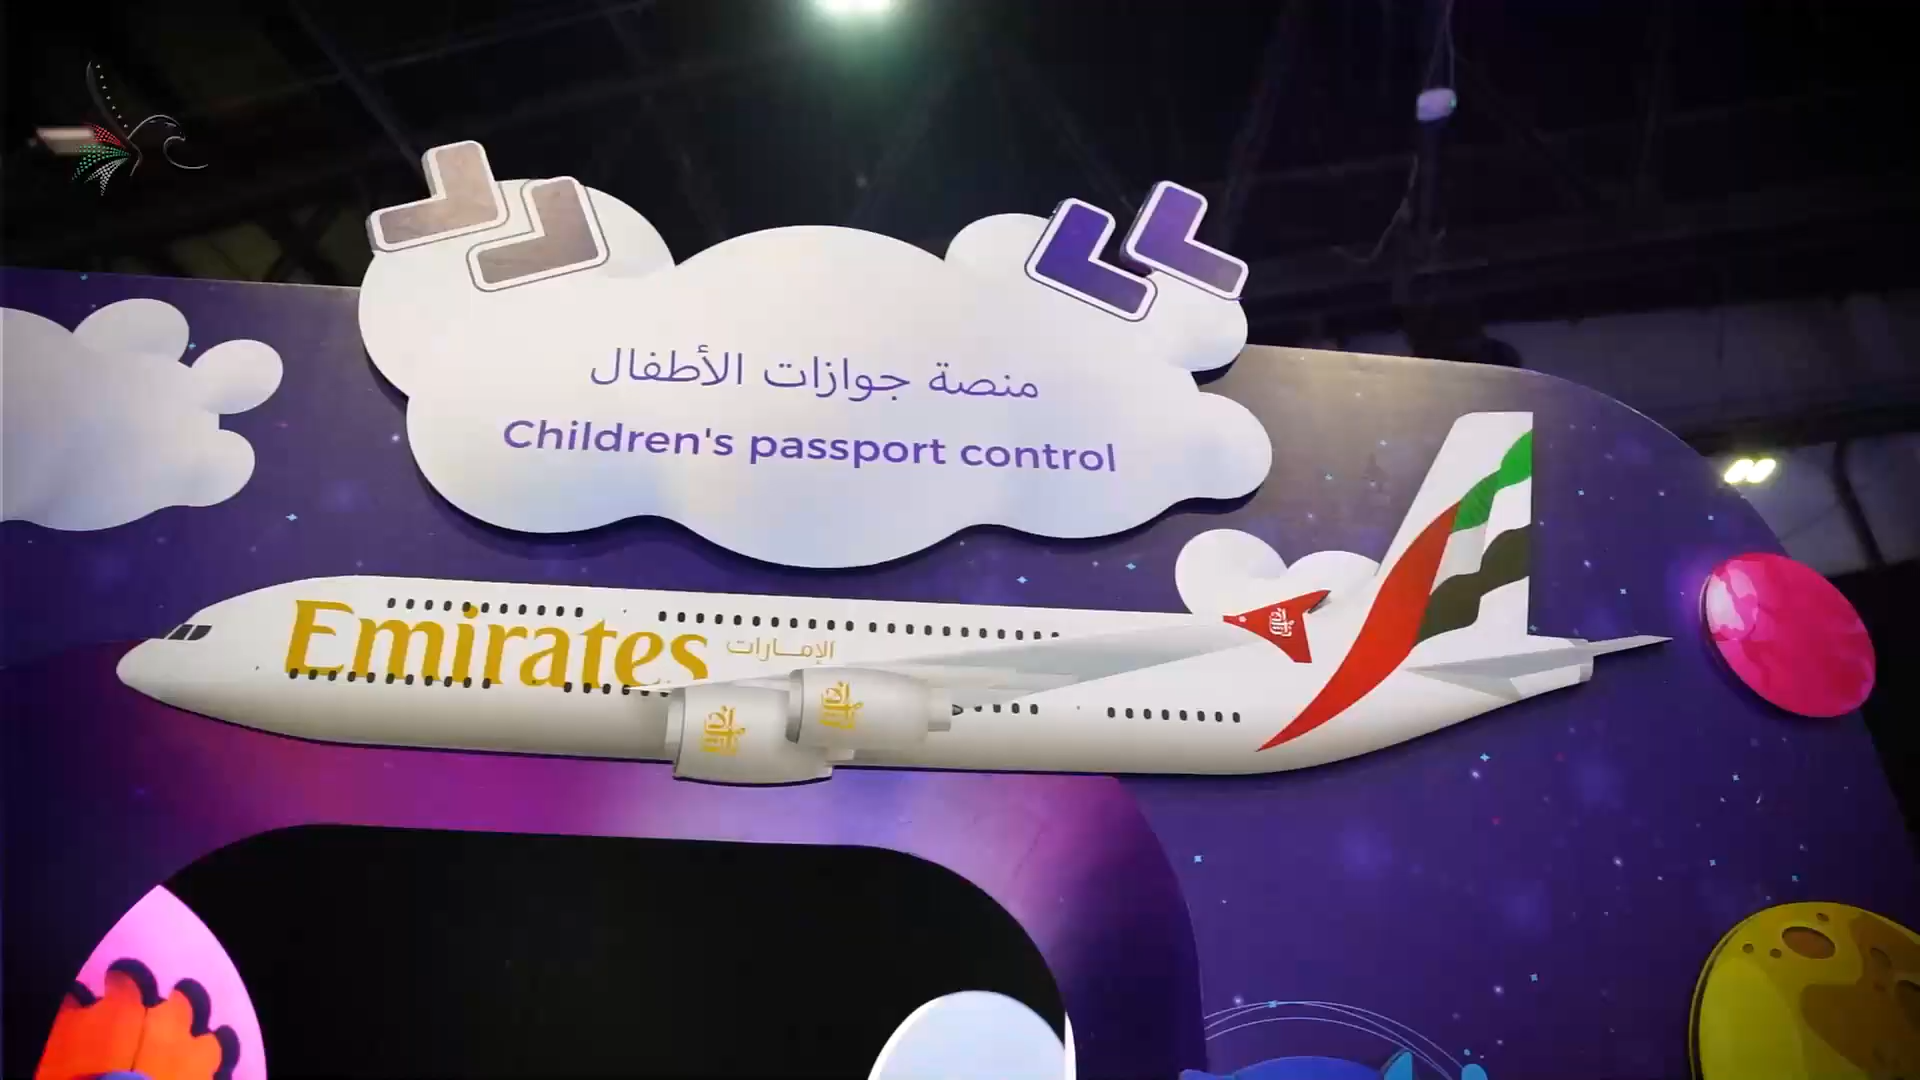 منصة جوازات الأطفال
Children's passport control
Emirates
الإمارات